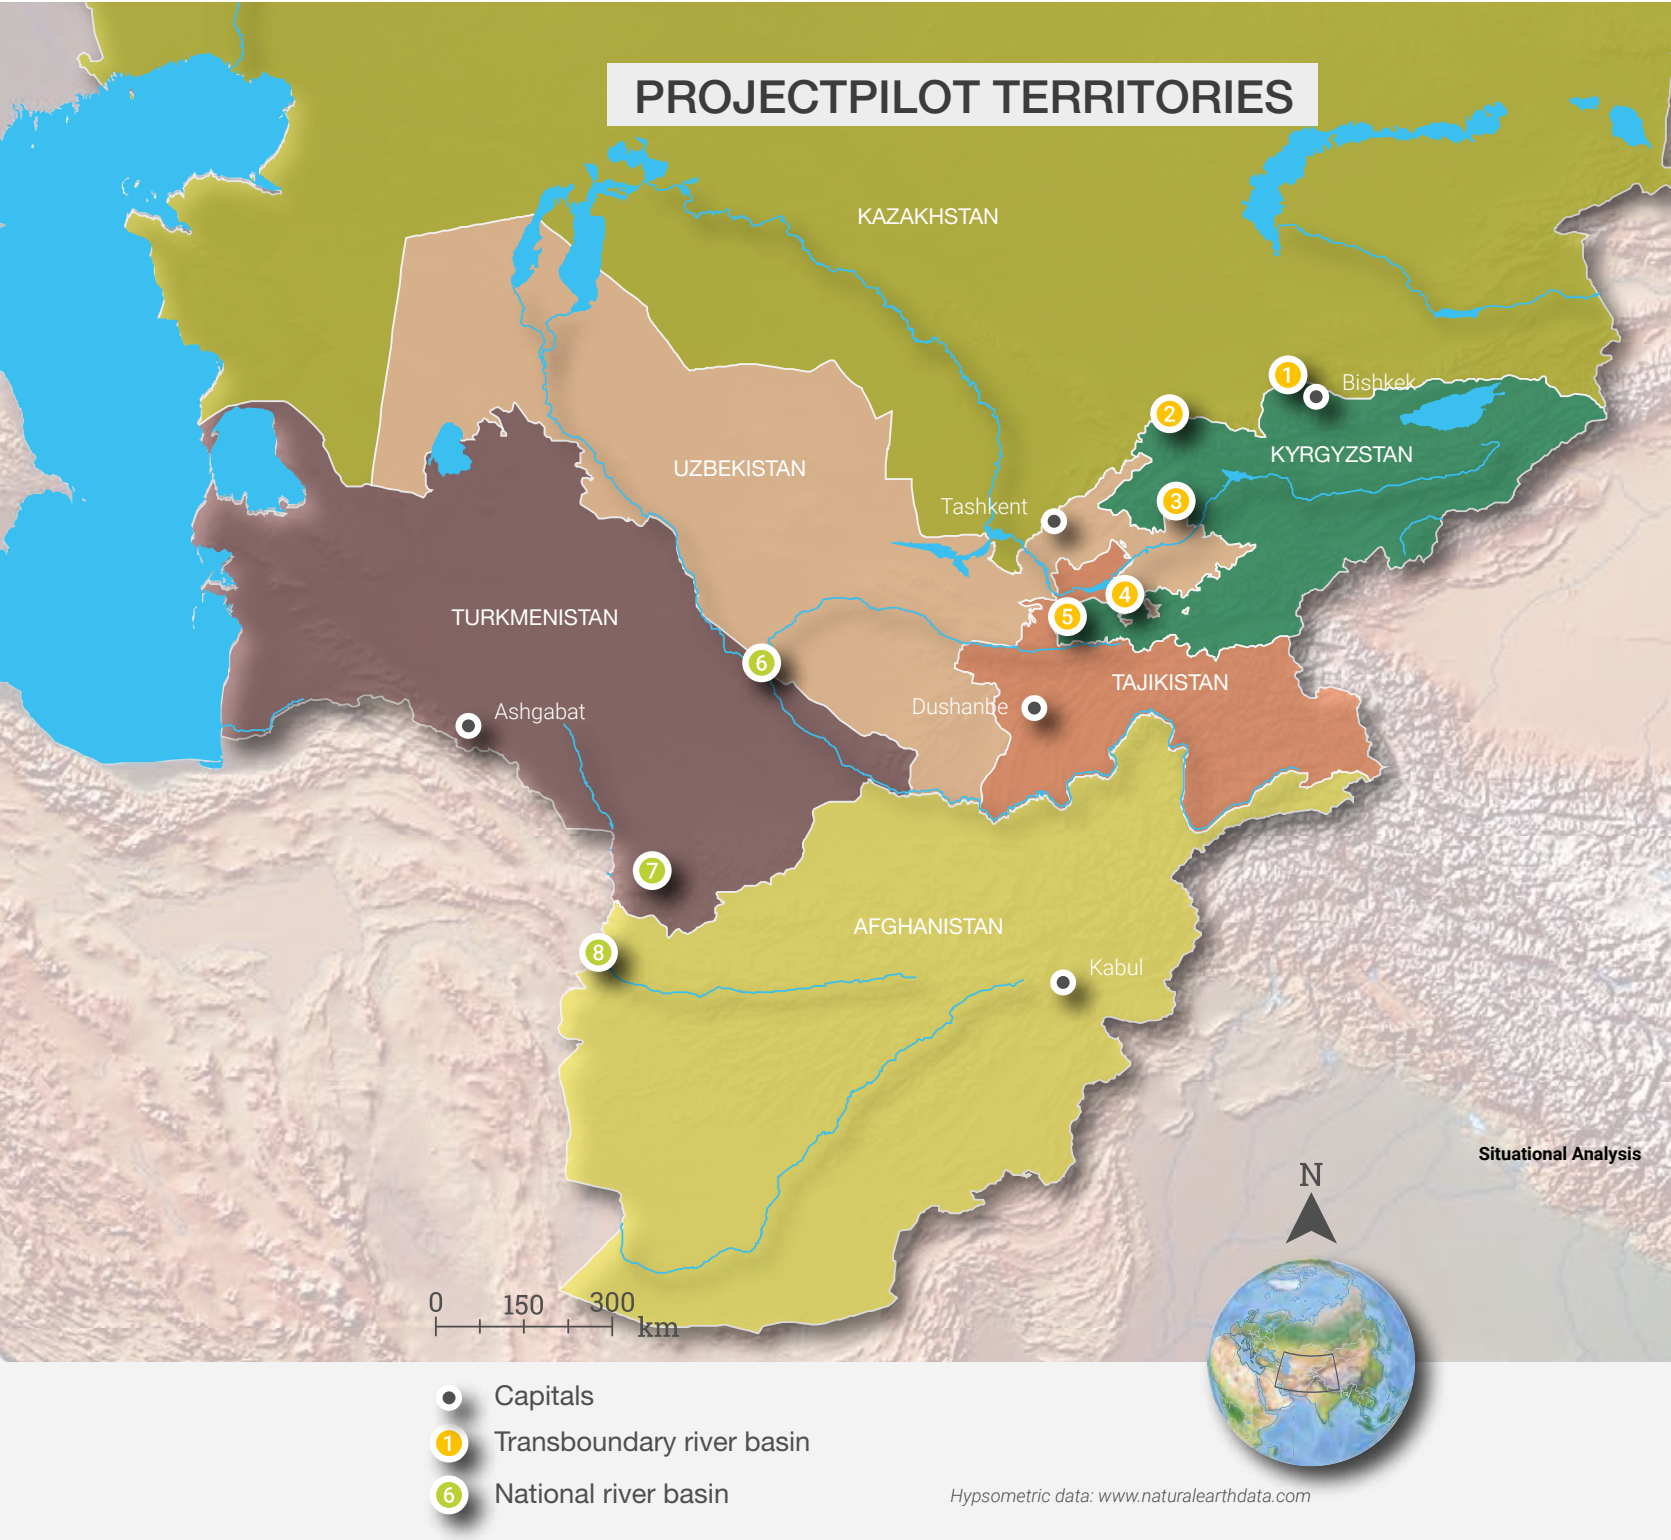 PROJECTPILOT TERRITORIES
KAZAKHSTAN
1
Bishkek
2
KYRGYZSTAN
UZBEKISTAN
3
Tashkent
4
5
TURKMENISTAN
6
TAJIKISTAN
Dushanbe
Ashgabat
7
AFGHANISTAN
8
Kabul
Situational Analysis
N
0 150 300
km
Capitals
1 Transboundary river basin
6 National river basin
Hypsometric data: www.naturalearthdata.com